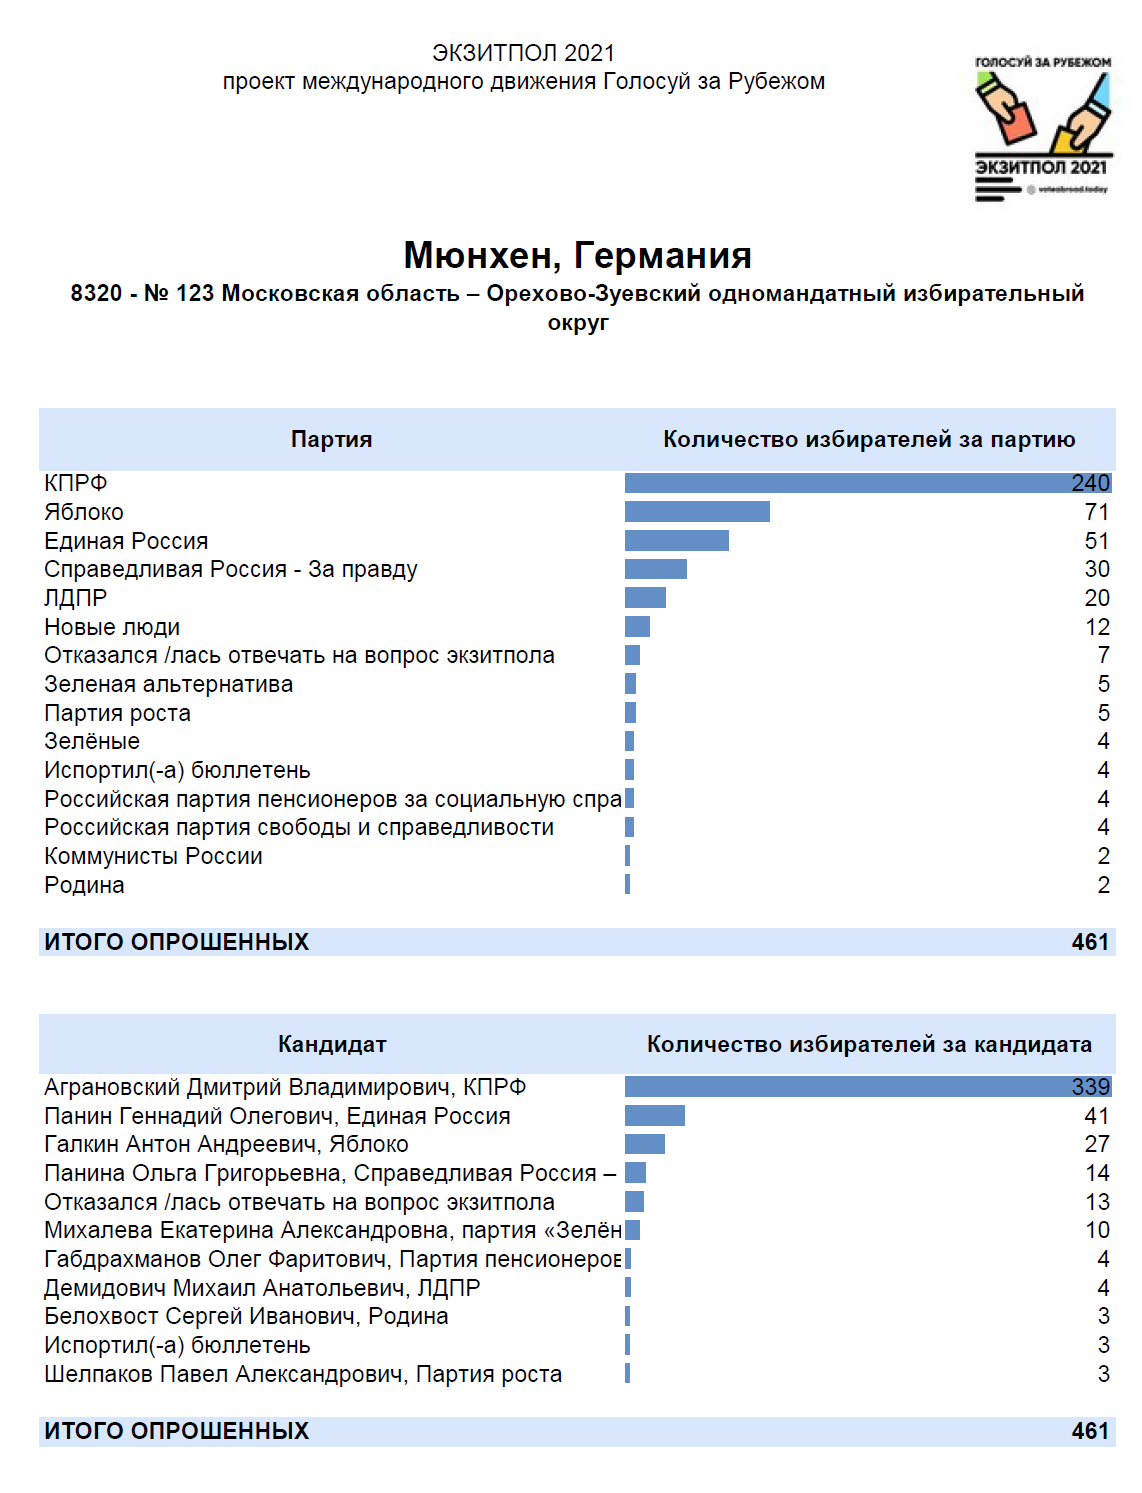 ЭКЗИТПОЛ 2021
проект международного движения Голосуй за Рубежом
ГОЛОСУЙ ЗА РУБЕЖОМ
ЭКЗИТПОЛ 2021
voteabroad.today
Мюнхен, Германия
8320 - № 123 Московская область – Орехово-Зуевский одномандатный избирательный
округ
Партия Количество избирателей за партию
КПРФ 240
Яблоко 71
Единая Россия 51
Справедливая Россия - За правду 30
ЛДПР 20
Новые люди 12
Отказался /лась отвечать на вопрос экзитпола 7
Зеленая альтернатива 5
Партия роста 5
Зелёные 4
Испортил(-а) бюллетень 4
Российская партия пенсионеров за социальную спра 4
Российская партия свободы и справедливости 4
Коммунисты России 2
Родина 2
ИТОГО ОПРОШЕННЫХ 461
Кандидат Количество избирателей за кандидата
Аграновский Дмитрий Владимирович, КПРФ 339
Панин Геннадий Олегович, Единая Россия 41
Галкин Антон Андреевич, Яблоко 27
Панина Ольга Григорьевна, Справедливая Россия – 14
Отказался /лась отвечать на вопрос экзитпола 13
Михалева Екатерина Александровна, партия «Зелён 10
Габдрахманов Олег Фаритович, Партия пенсионеров 4
Демидович Михаил Анатольевич, ЛДПР 4
Белохвост Сергей Иванович, Родина 3
Испортил(-а) бюллетень 3
Шелпаков Павел Александрович, Партия роста 3
ИТОГО ОПРОШЕННЫХ 461